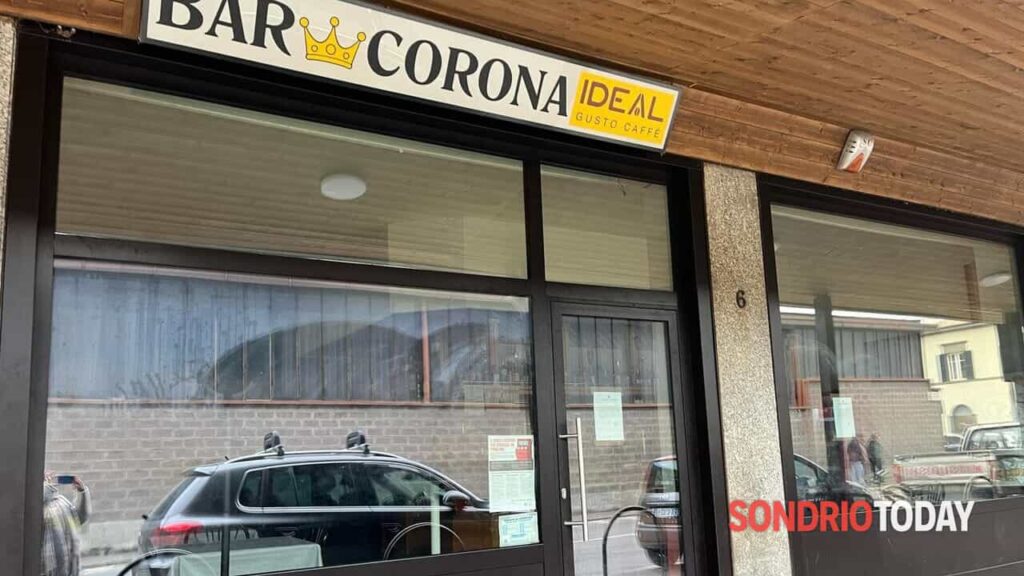 BAR CORONA
IDEAL
GUSTO CAFFÈ
6
SONDRIOTODAY